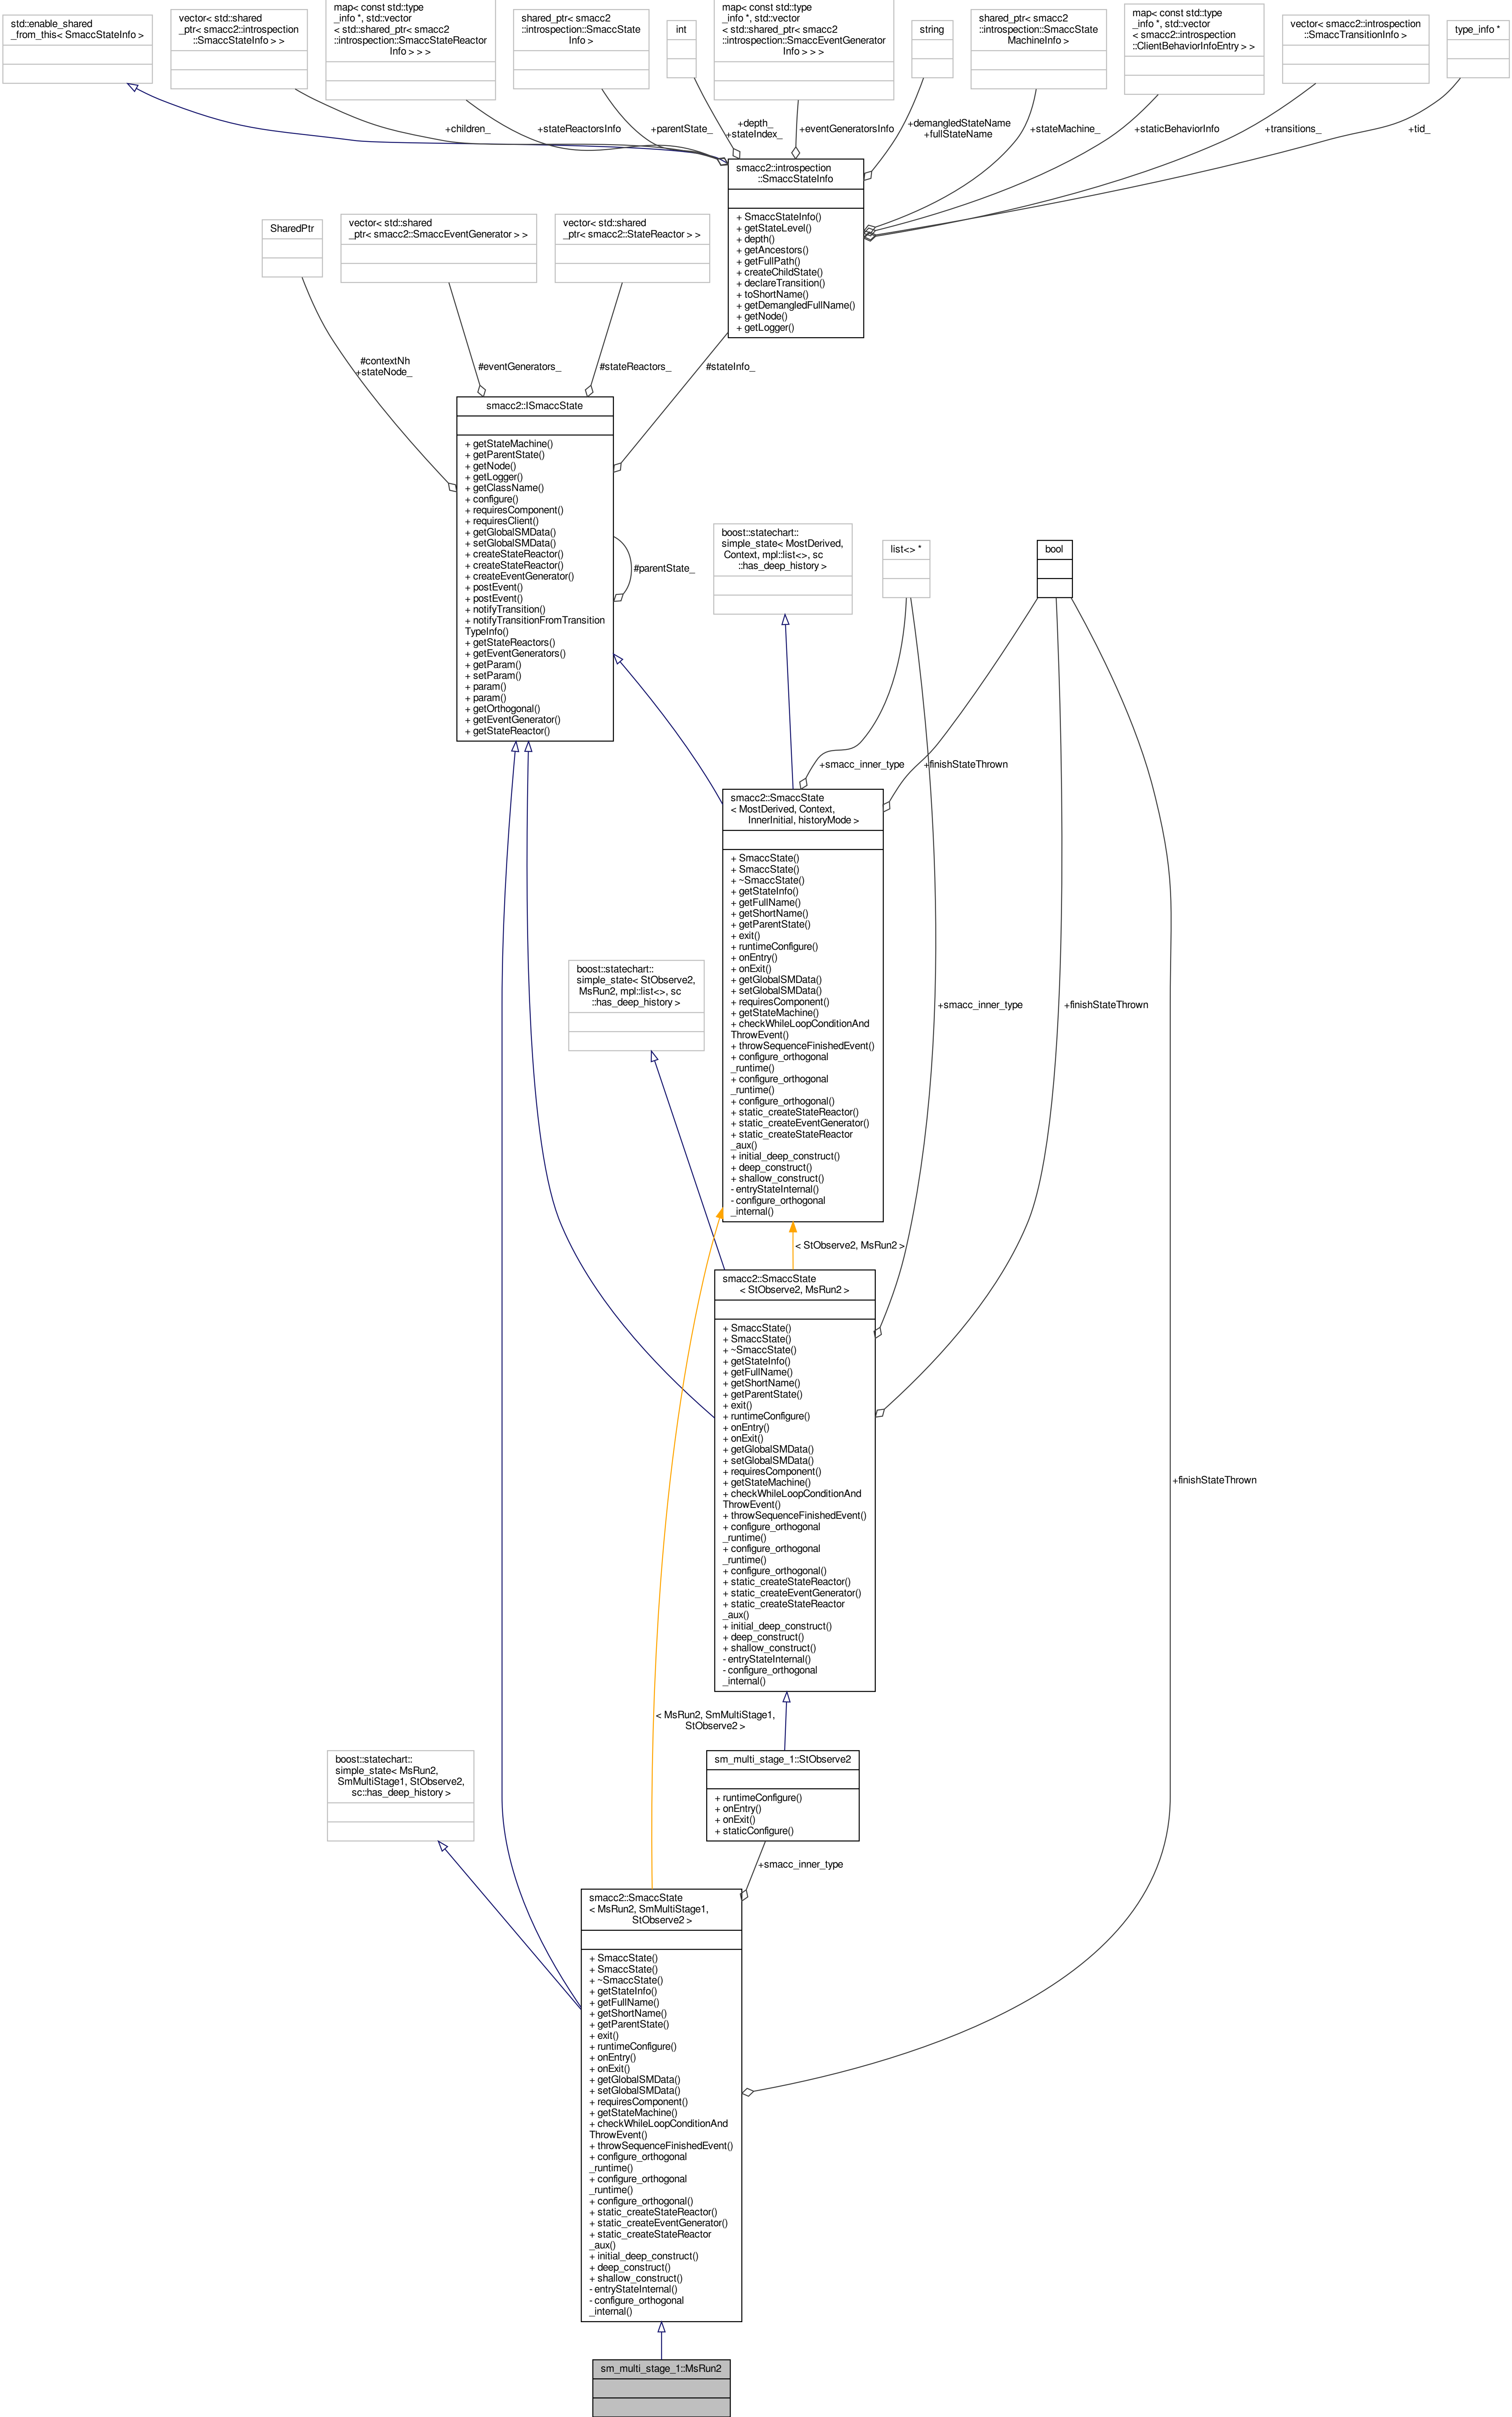 std::enable_shared
_from_this< SmaccStateInfo >
vector< std::shared
_ptr< smacc2::introspection
::SmaccStateInfo > >
map< const std::type
_info *, std::vector
< std::shared_ptr< smacc2
::introspection::SmaccStateReactor
Info > > >
shared_ptr< smacc2
::introspection::SmaccState
Info >
int
map< const std::type
_info *, std::vector
< std::shared_ptr< smacc2
::introspection::SmaccEventGenerator
Info > > >
string
shared_ptr< smacc2
::introspection::SmaccState
MachineInfo >
map< const std::type
_info *, std::vector
< smacc2::introspection
::ClientBehaviorInfoEntry > >
vector< smacc2::introspection
::SmaccTransitionInfo >
type_info *
+children_
+stateReactorsInfo
+parentState_
+depth_
+stateIndex_
+eventGeneratorsInfo
+demangledStateName
+fullStateName
+stateMachine_
+staticBehaviorInfo
+transitions_
+tid_
smacc2::introspection
::SmaccStateInfo
+ SmaccStateInfo()
+ getStateLevel()
+ depth()
+ getAncestors()
+ getFullPath()
+ createChildState()
+ declareTransition()
+ toShortName()
+ getDemangledFullName()
+ getNode()
+ getLogger()
SharedPtr
vector< std::shared
_ptr< smacc2::SmaccEventGenerator > >
vector< std::shared
_ptr< smacc2::StateReactor > >
#contextNh
+stateNode_
#eventGenerators_
#stateReactors_
#stateInfo_
smacc2::ISmaccState
+ getStateMachine()
+ getParentState()
+ getNode()
+ getLogger()
+ getClassName()
+ configure()
+ requiresComponent()
+ requiresClient()
+ getGlobalSMData()
+ setGlobalSMData()
+ createStateReactor()
+ createStateReactor()
+ createEventGenerator()
+ postEvent()
+ postEvent()
+ notifyTransition()
+ notifyTransitionFromTransition
TypeInfo()
+ getStateReactors()
+ getEventGenerators()
+ getParam()
+ setParam()
+ param()
+ param()
+ getOrthogonal()
+ getEventGenerator()
+ getStateReactor()
#parentState_
boost::statechart::
simple_state< MostDerived,
Context, mpl::list<>, sc
::has_deep_history >
list<> *
bool
+smacc_inner_type
+finishStateThrown
smacc2::SmaccState
< MostDerived, Context,
InnerInitial, historyMode >
+ SmaccState()
+ SmaccState()
+ ~SmaccState()
+ getStateInfo()
+ getFullName()
+ getShortName()
+ getParentState()
+ exit()
+ runtimeConfigure()
+ onEntry()
+ onExit()
+ getGlobalSMData()
+ setGlobalSMData()
+ requiresComponent()
+ getStateMachine()
+ checkWhileLoopConditionAnd
ThrowEvent()
+ throwSequenceFinishedEvent()
+ configure_orthogonal
_runtime()
+ configure_orthogonal
_runtime()
+ configure_orthogonal()
+ static_createStateReactor()
+ static_createEventGenerator()
+ static_createStateReactor
_aux()
+ initial_deep_construct()
+ deep_construct()
+ shallow_construct()
- entryStateInternal()
- configure_orthogonal
_internal()
boost::statechart::
simple_state< StObserve2,
MsRun2, mpl::list<>, sc
::has_deep_history >
+smacc_inner_type
+finishStateThrown
< StObserve2, MsRun2 >
smacc2::SmaccState
< StObserve2, MsRun2 >
+ SmaccState()
+ SmaccState()
+ ~SmaccState()
+ getStateInfo()
+ getFullName()
+ getShortName()
+ getParentState()
+ exit()
+ runtimeConfigure()
+ onEntry()
+ onExit()
+ getGlobalSMData()
+ setGlobalSMData()
+ requiresComponent()
+ getStateMachine()
+ checkWhileLoopConditionAnd
ThrowEvent()
+ throwSequenceFinishedEvent()
+ configure_orthogonal
_runtime()
+ configure_orthogonal
_runtime()
+ configure_orthogonal()
+ static_createStateReactor()
+ static_createEventGenerator()
+ static_createStateReactor
_aux()
+ initial_deep_construct()
+ deep_construct()
+ shallow_construct()
- entryStateInternal()
- configure_orthogonal
_internal()
+finishStateThrown
< MsRun2, SmMultiStage1,
StObserve2 >
boost::statechart::
simple_state< MsRun2,
SmMultiStage1, StObserve2,
sc::has_deep_history >
sm_multi_stage_1::StObserve2
+ runtimeConfigure()
+ onEntry()
+ onExit()
+ staticConfigure()
+smacc_inner_type
smacc2::SmaccState
< MsRun2, SmMultiStage1,
StObserve2 >
+ SmaccState()
+ SmaccState()
+ ~SmaccState()
+ getStateInfo()
+ getFullName()
+ getShortName()
+ getParentState()
+ exit()
+ runtimeConfigure()
+ onEntry()
+ onExit()
+ getGlobalSMData()
+ setGlobalSMData()
+ requiresComponent()
+ getStateMachine()
+ checkWhileLoopConditionAnd
ThrowEvent()
+ throwSequenceFinishedEvent()
+ configure_orthogonal
_runtime()
+ configure_orthogonal
_runtime()
+ configure_orthogonal()
+ static_createStateReactor()
+ static_createEventGenerator()
+ static_createStateReactor
_aux()
+ initial_deep_construct()
+ deep_construct()
+ shallow_construct()
- entryStateInternal()
- configure_orthogonal
_internal()
sm_multi_stage_1::MsRun2